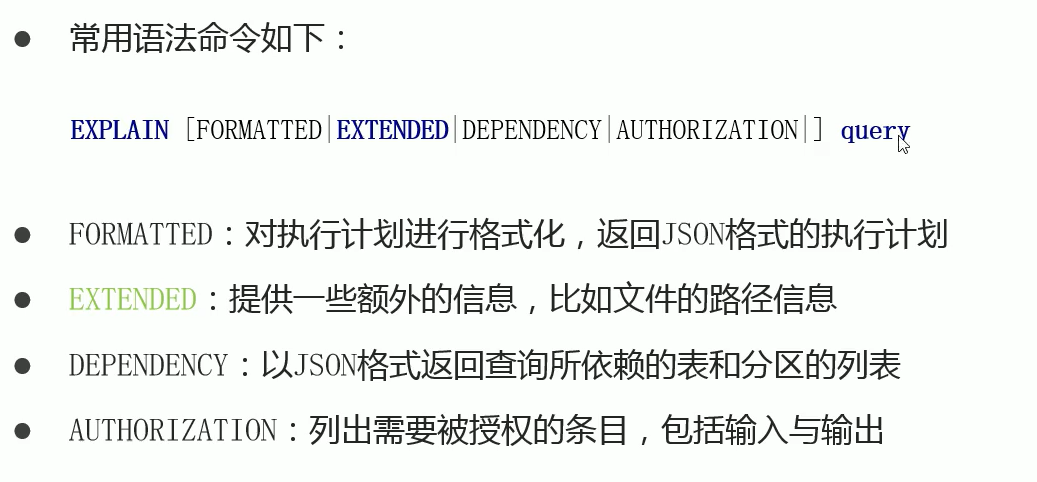 ● 常用语法命令如下：
EXPLAIN [FORMATTED|EXTENDED|DEPENDENCY|AUTHORIZATION|] query
● FORMATTED：对执行计划进行格式化，返回JSON格式的执行计划
● EXTENDED：提供一些额外的信息，比如文件的路径信息
● DEPENDENCY：以JSON格式返回查询所依赖的表和分区的列表
● AUTHORIZATION：列出需要被授权的条目，包括输入与输出